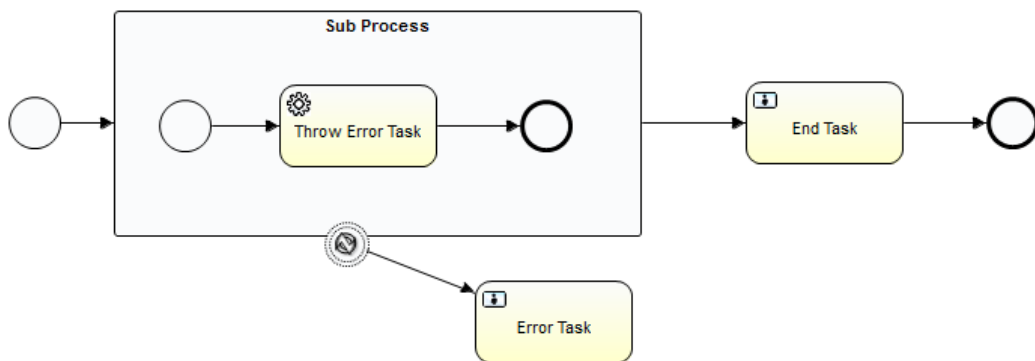 Sub Process
Throw Error Task
End Task
Error Task